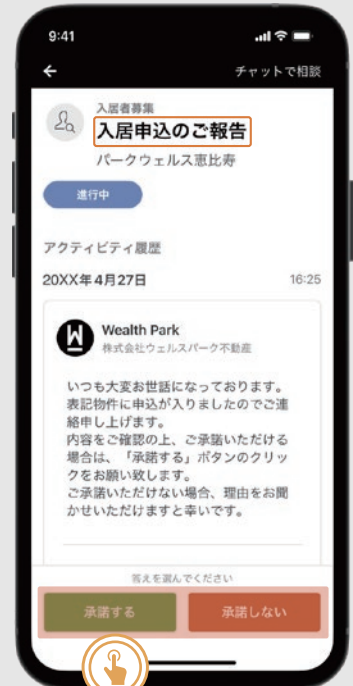 9:41
チャットで相談
入居者募集
入居申込のご報告
パークウェルス恵比寿
進行中
アクティビティ履歴
20XX年4月27日 16:25
W
Wealth Park
株式会社ウェルスパーク不動産
いつも大変お世話になっております。
表記物件に申込が入りましたのでご連
絡申し上げます。
内容をご確認の上、ご承諾いただける
場合は、「承諾する」ボタンのクリッ
クをお願い致します。
ご承諾いただけない場合、理由をお聞
かせいただけますと幸いです。
答えを選んでください
承諾する 承諾しない